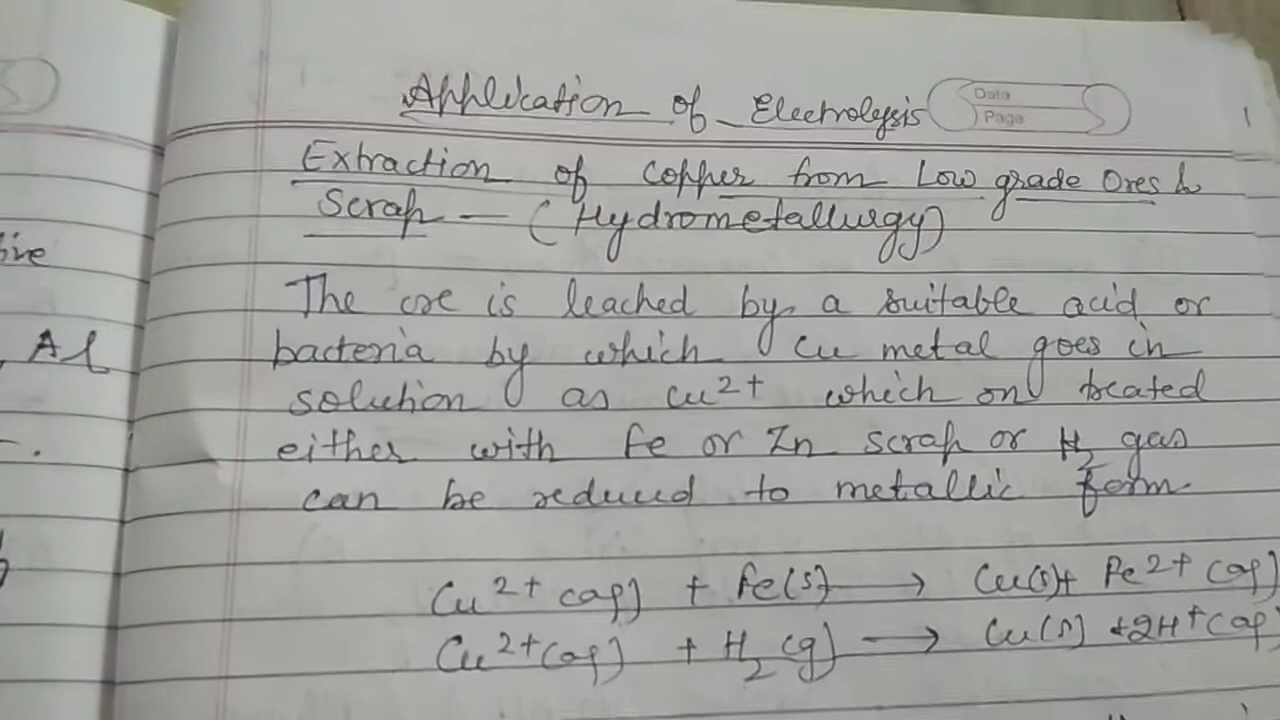 Application of Electrolysis
Data
Page
1
Extraction of Copper from Low grade Ores &
Scrap — (Hydrometallurgy)
The ore is leached by a suitable acid or
bacteria by which Cu metal goes in
solution as Cu2+ which on treated
either with Fe or Zn scrap or H2 gas
can be reduced to metallic form.
Cu2+ (aq) + Fe(s) → Cu(s)+ Fe2+ (aq)
Cu2+(aq) + H2(g) → Cu(s) +2H+(aq)
Al